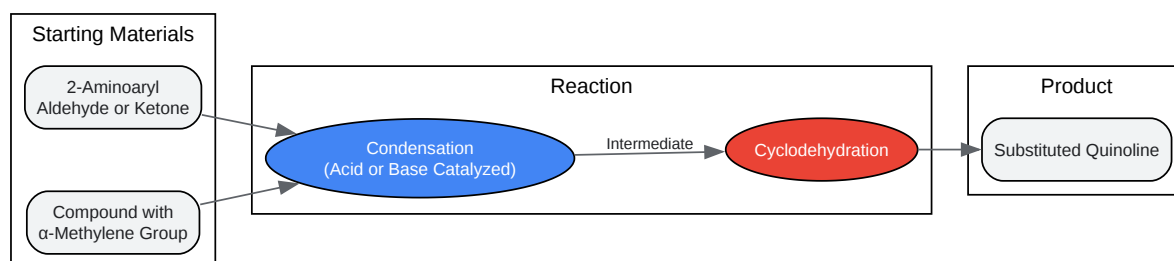 Starting Materials
2-Aminoaryl
Aldehyde or Ketone
Compound with
α-Methylene Group
Reaction
Condensation
(Acid or Base Catalyzed)
Intermediate
Cyclodehydration
Product
Substituted Quinoline